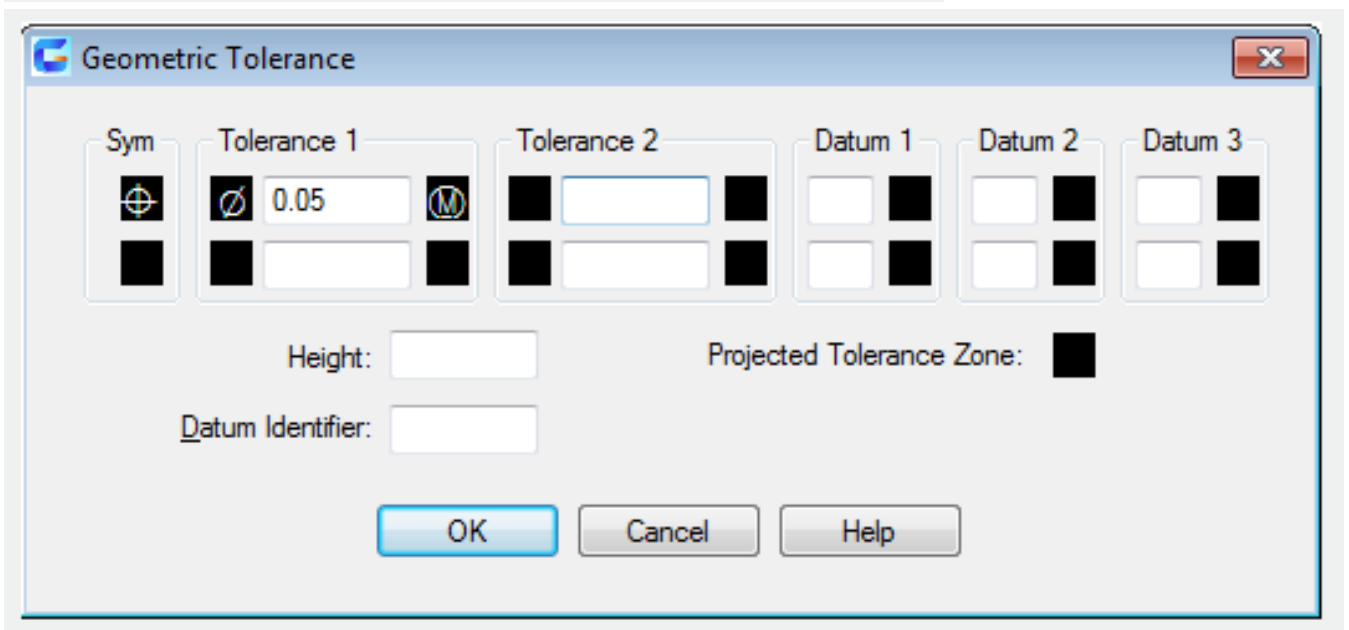 Geometric Tolerance
Sym Tolerance 1 Tolerance 2 Datum 1 Datum 2 Datum 3
⌖ ⌀ 0.05 Ⓜ
Height: Projected Tolerance Zone:
Datum Identifier:
OK Cancel Help